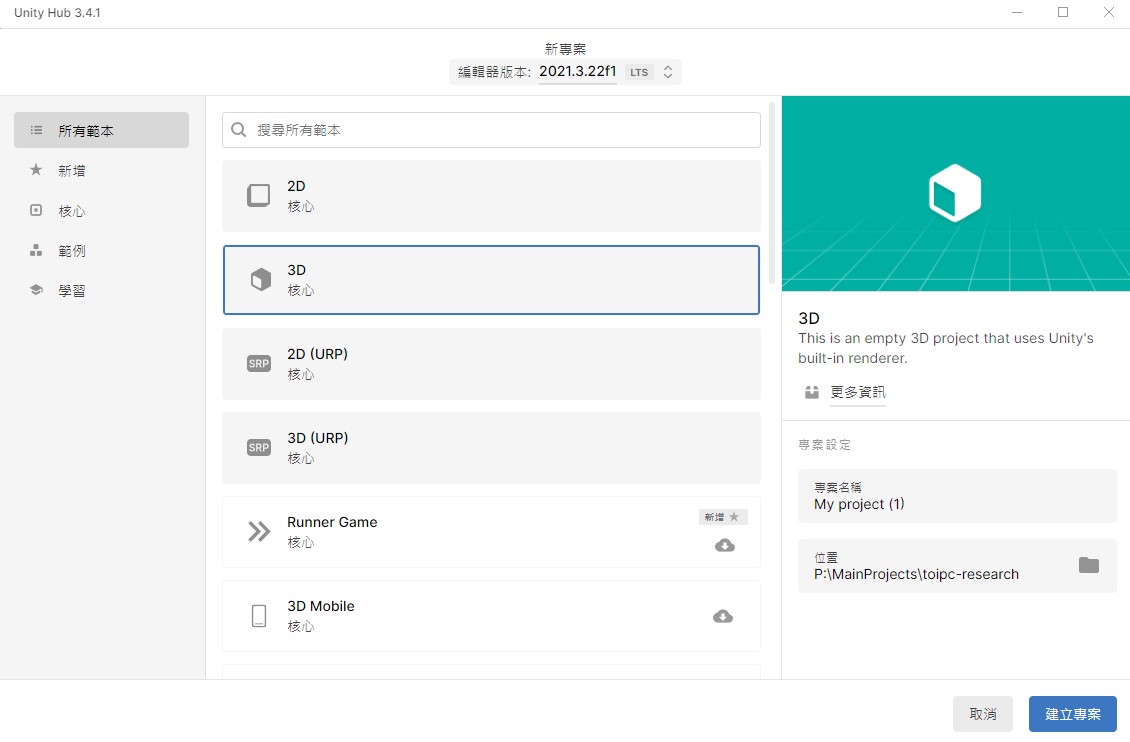 Unity Hub 3.4.1
新專案
編輯器版本: 2021.3.22f1 LTS
所有範本
新增
核心
範例
學習
搜尋所有範本
2D
核心
3D
核心
SRP
2D (URP)
核心
SRP
3D (URP)
核心
Runner Game
核心
新增
3D Mobile
核心
3D
This is an empty 3D project that uses Unity's
built-in renderer.
更多資訊
專案設定
專案名稱
My project (1)
位置
P:\MainProjects\toipc-research
取消
建立專案